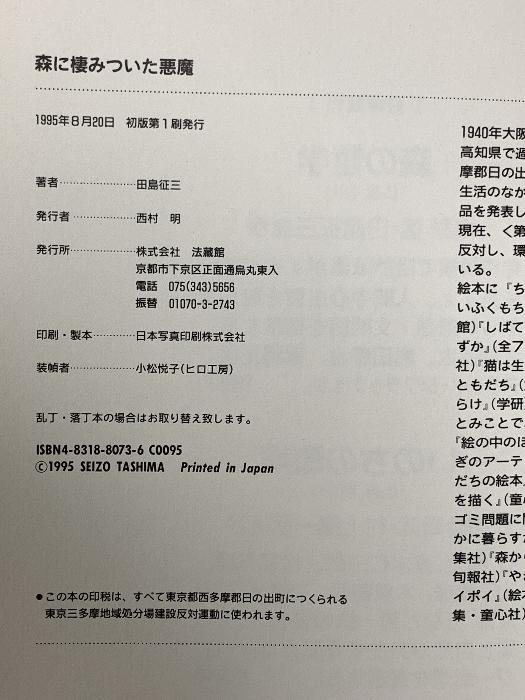 森に棲みついた悪魔
1995年8月20日　初版第1刷発行
著者‥‥‥‥‥‥‥田島征三
発行者‥‥‥‥‥‥西村　明
発行所‥‥‥‥‥‥株式会社　法藏館
京都市下京区正面通烏丸東入
電話　075(343)5656
振替　01070-3-2743
印刷・製本‥‥‥‥日本写真印刷株式会社
装幀者‥‥‥‥‥‥小松悦子(ヒロ工房)
乱丁・落丁本の場合はお取り替え致します。
ISBN4-8318-8073-6 C0095
©1995 SEIZO TASHIMA Printed in Japan
●この本の印税は、すべて東京都西多摩郡日の出町につくられる
東京三多摩地域処分場建設反対運動に使われます。
1940年大阪
高知県で過
摩郡日の出
生活のなか
品を発表し
現在、く第
反対し、環
いる。
絵本に『ち
いふくもち
館)『しばて
ずか』(全フ
社)『猫は生
ともだち』(
らけ』(学研)
とみことで
『絵の中のぼ
ぎのアーテ
だちの絵本
を描く』(童心
ゴミ問題に関
かに暮らすた
集社)『森から
旬報社)『やぎ
イポイ』(絵本
集・童心社)